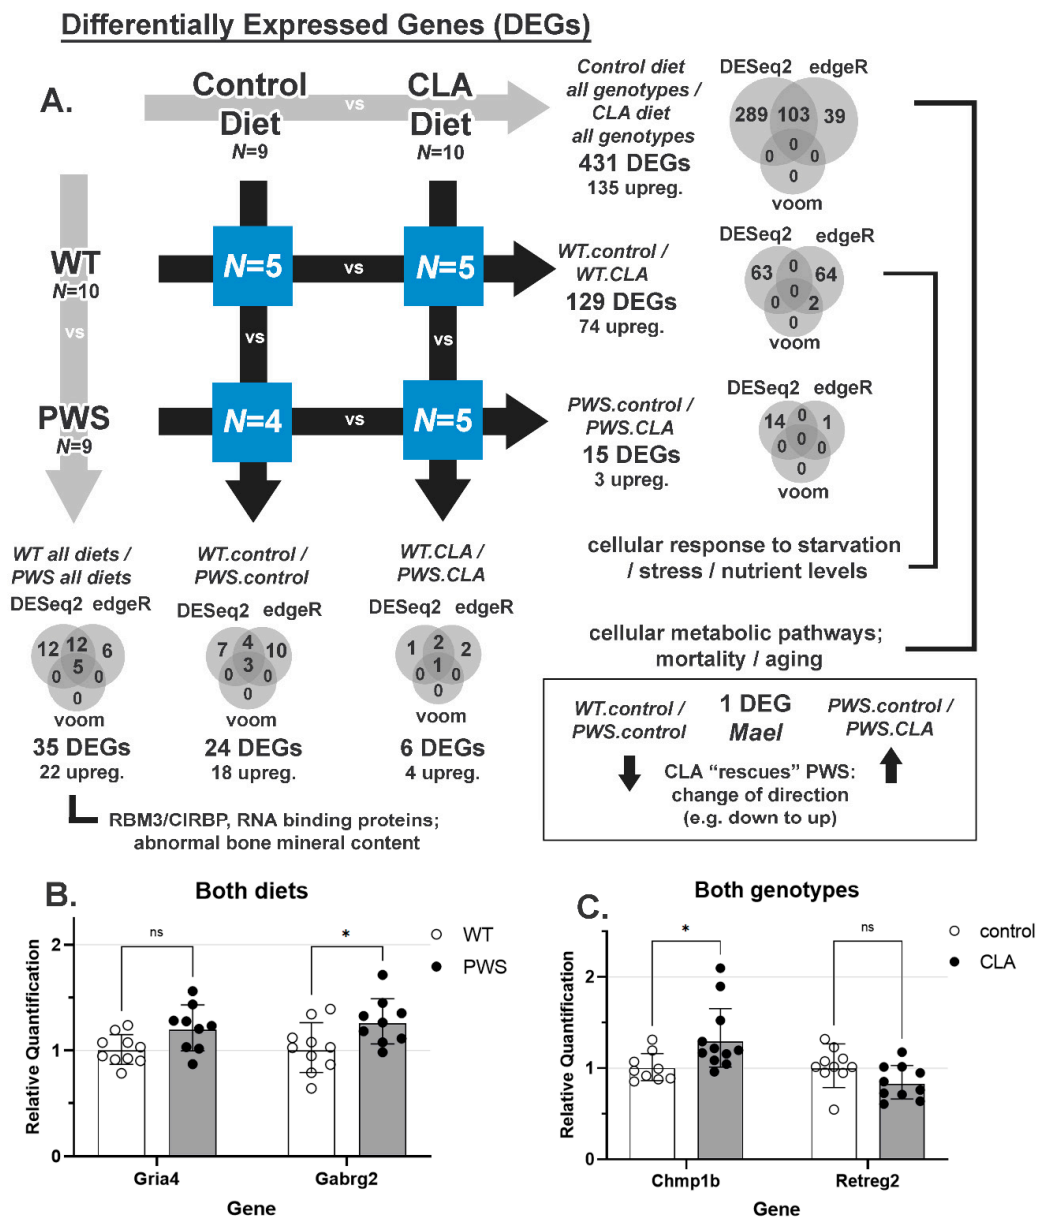 Differentially Expressed Genes (DEGs)
A.
Control
Diet
N=9
vs
CLA
Diet
N=10
Control diet
all genotypes /
CLA diet
all genotypes
431 DEGs
135 upreg.
DESeq2 edgeR
289 103 39
0
0 0
0
voom
WT
N=10
vs
PWS
N=9
N=5
vs
N=5
WT.control /
WT.CLA
129 DEGs
74 upreg.
DESeq2 edgeR
63 0 64
0
0 2
0
voom
vs
vs
N=4
vs
N=5
PWS.control /
PWS.CLA
15 DEGs
3 upreg.
DESeq2 edgeR
14 0 1
0
0 0
0
voom
cellular response to starvation
/ stress / nutrient levels
cellular metabolic pathways;
mortality / aging
WT all diets /
PWS all diets
DESeq2 edgeR
12 12 6
5
0 0
0
voom
35 DEGs
22 upreg.
WT.control /
PWS.control
DESeq2 edgeR
7 4 10
3
0 0
0
voom
24 DEGs
18 upreg.
WT.CLA /
PWS.CLA
DESeq2 edgeR
1 2 2
1
0 0
0
voom
6 DEGs
4 upreg.
RBM3/CIRBP, RNA binding proteins;
abnormal bone mineral content
WT.control /
PWS.control
1 DEG
Mael
PWS.control /
PWS.CLA
CLA “rescues” PWS:
change of direction
(e.g. down to up)
B.
Both diets
WT
PWS
ns
*
Relative Quantification
2
1
0
Gria4
Gabrg2
Gene
C.
Both genotypes
control
CLA
*
ns
Relative Quantification
2
1
0
Chmp1b
Retreg2
Gene